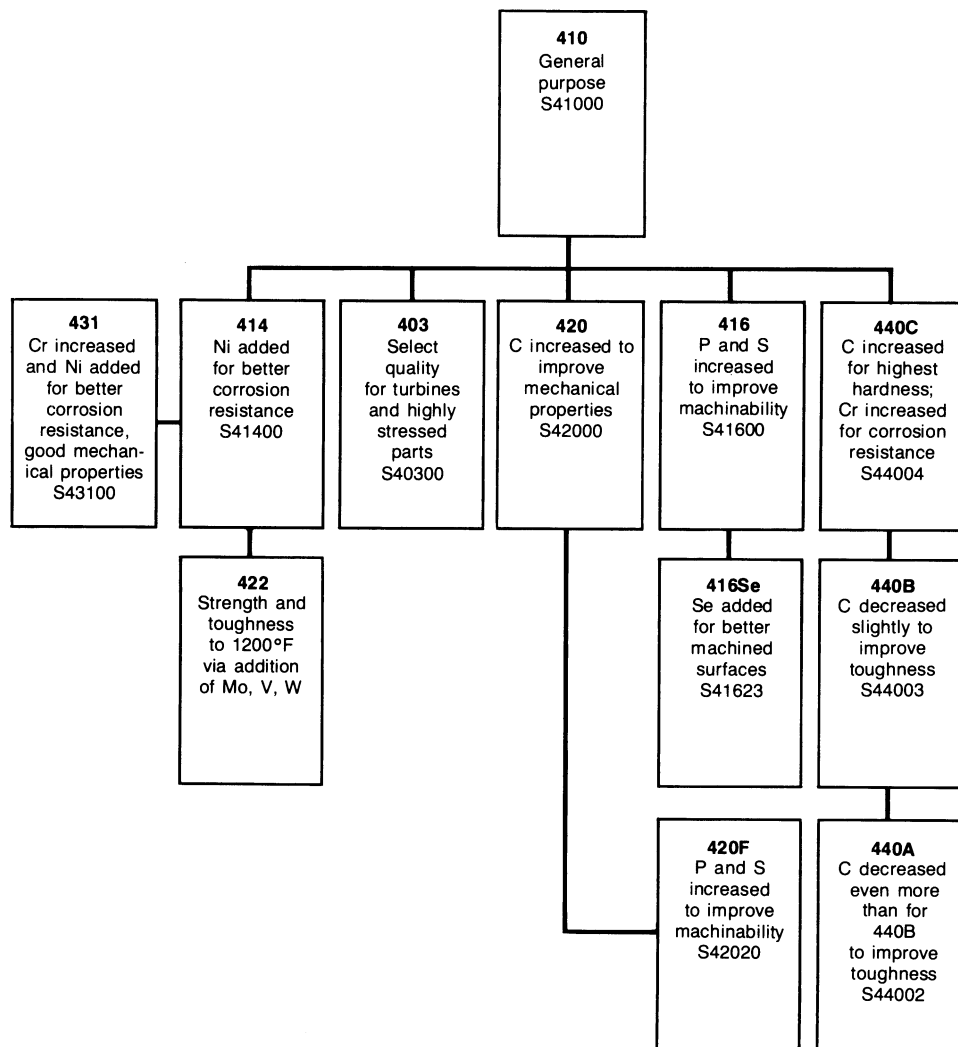 410
General
purpose
S41000
431
Cr increased
and Ni added
for better
corrosion
resistance,
good mechan-
ical properties
S43100
414
Ni added
for better
corrosion
resistance
S41400
403
Select
quality
for turbines
and highly
stressed
parts
S40300
420
C increased to
improve
mechanical
properties
S42000
416
P and S
increased
to improve
machinability
S41600
440C
C increased
for highest
hardness;
Cr increased
for corrosion
resistance
S44004
422
Strength and
toughness
to 1200°F
via addition
of Mo, V, W
416Se
Se added
for better
machined
surfaces
S41623
440B
C decreased
slightly to
improve
toughness
S44003
420F
P and S
increased
to improve
machinability
S42020
440A
C decreased
even more
than for
440B
to improve
toughness
S44002